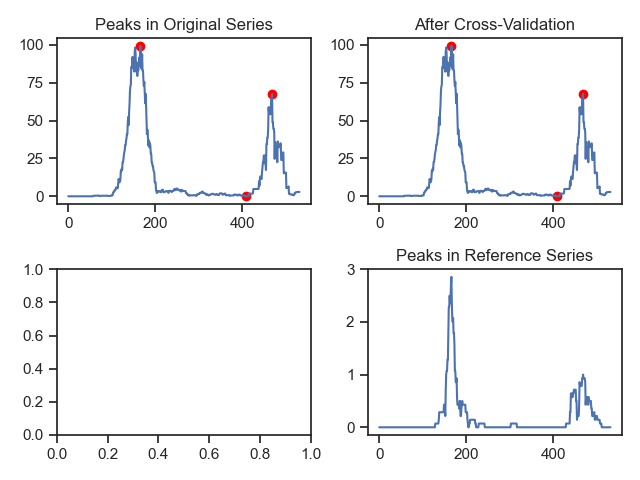 Peaks in Original Series
100
75
50
25
0
0 200 400
After Cross-Validation
100
75
50
25
0
0 200 400
1.0
0.8
0.6
0.4
0.2
0.0
0.0 0.2 0.4 0.6 0.8 1.0
Peaks in Reference Series
3
2
1
0
0 200 400